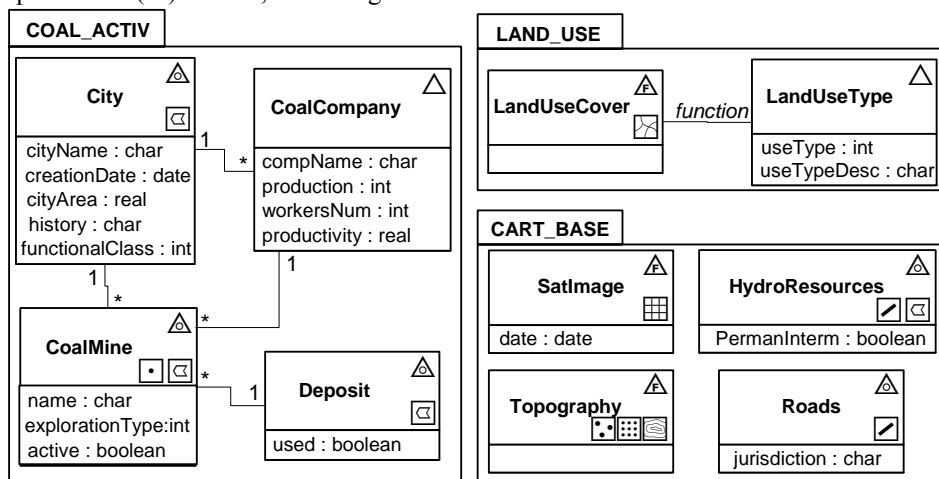 COAL_ACTIV
City
cityName : char
creationDate : date
cityArea : real
history : char
functionalClass : int
1
*
CoalCompany
compName : char
production : int
workersNum : int
productivity : real
1
*
1
*
CoalMine
name : char
explorationType:int
active : boolean
*
1
Deposit
used : boolean
LAND_USE
LandUseCover
F
function
LandUseType
useType : int
useTypeDesc : char
CART_BASE
SatImage
F
date : date
HydroResources
PermanInterm : boolean
Topography
F
Roads
jurisdiction : char